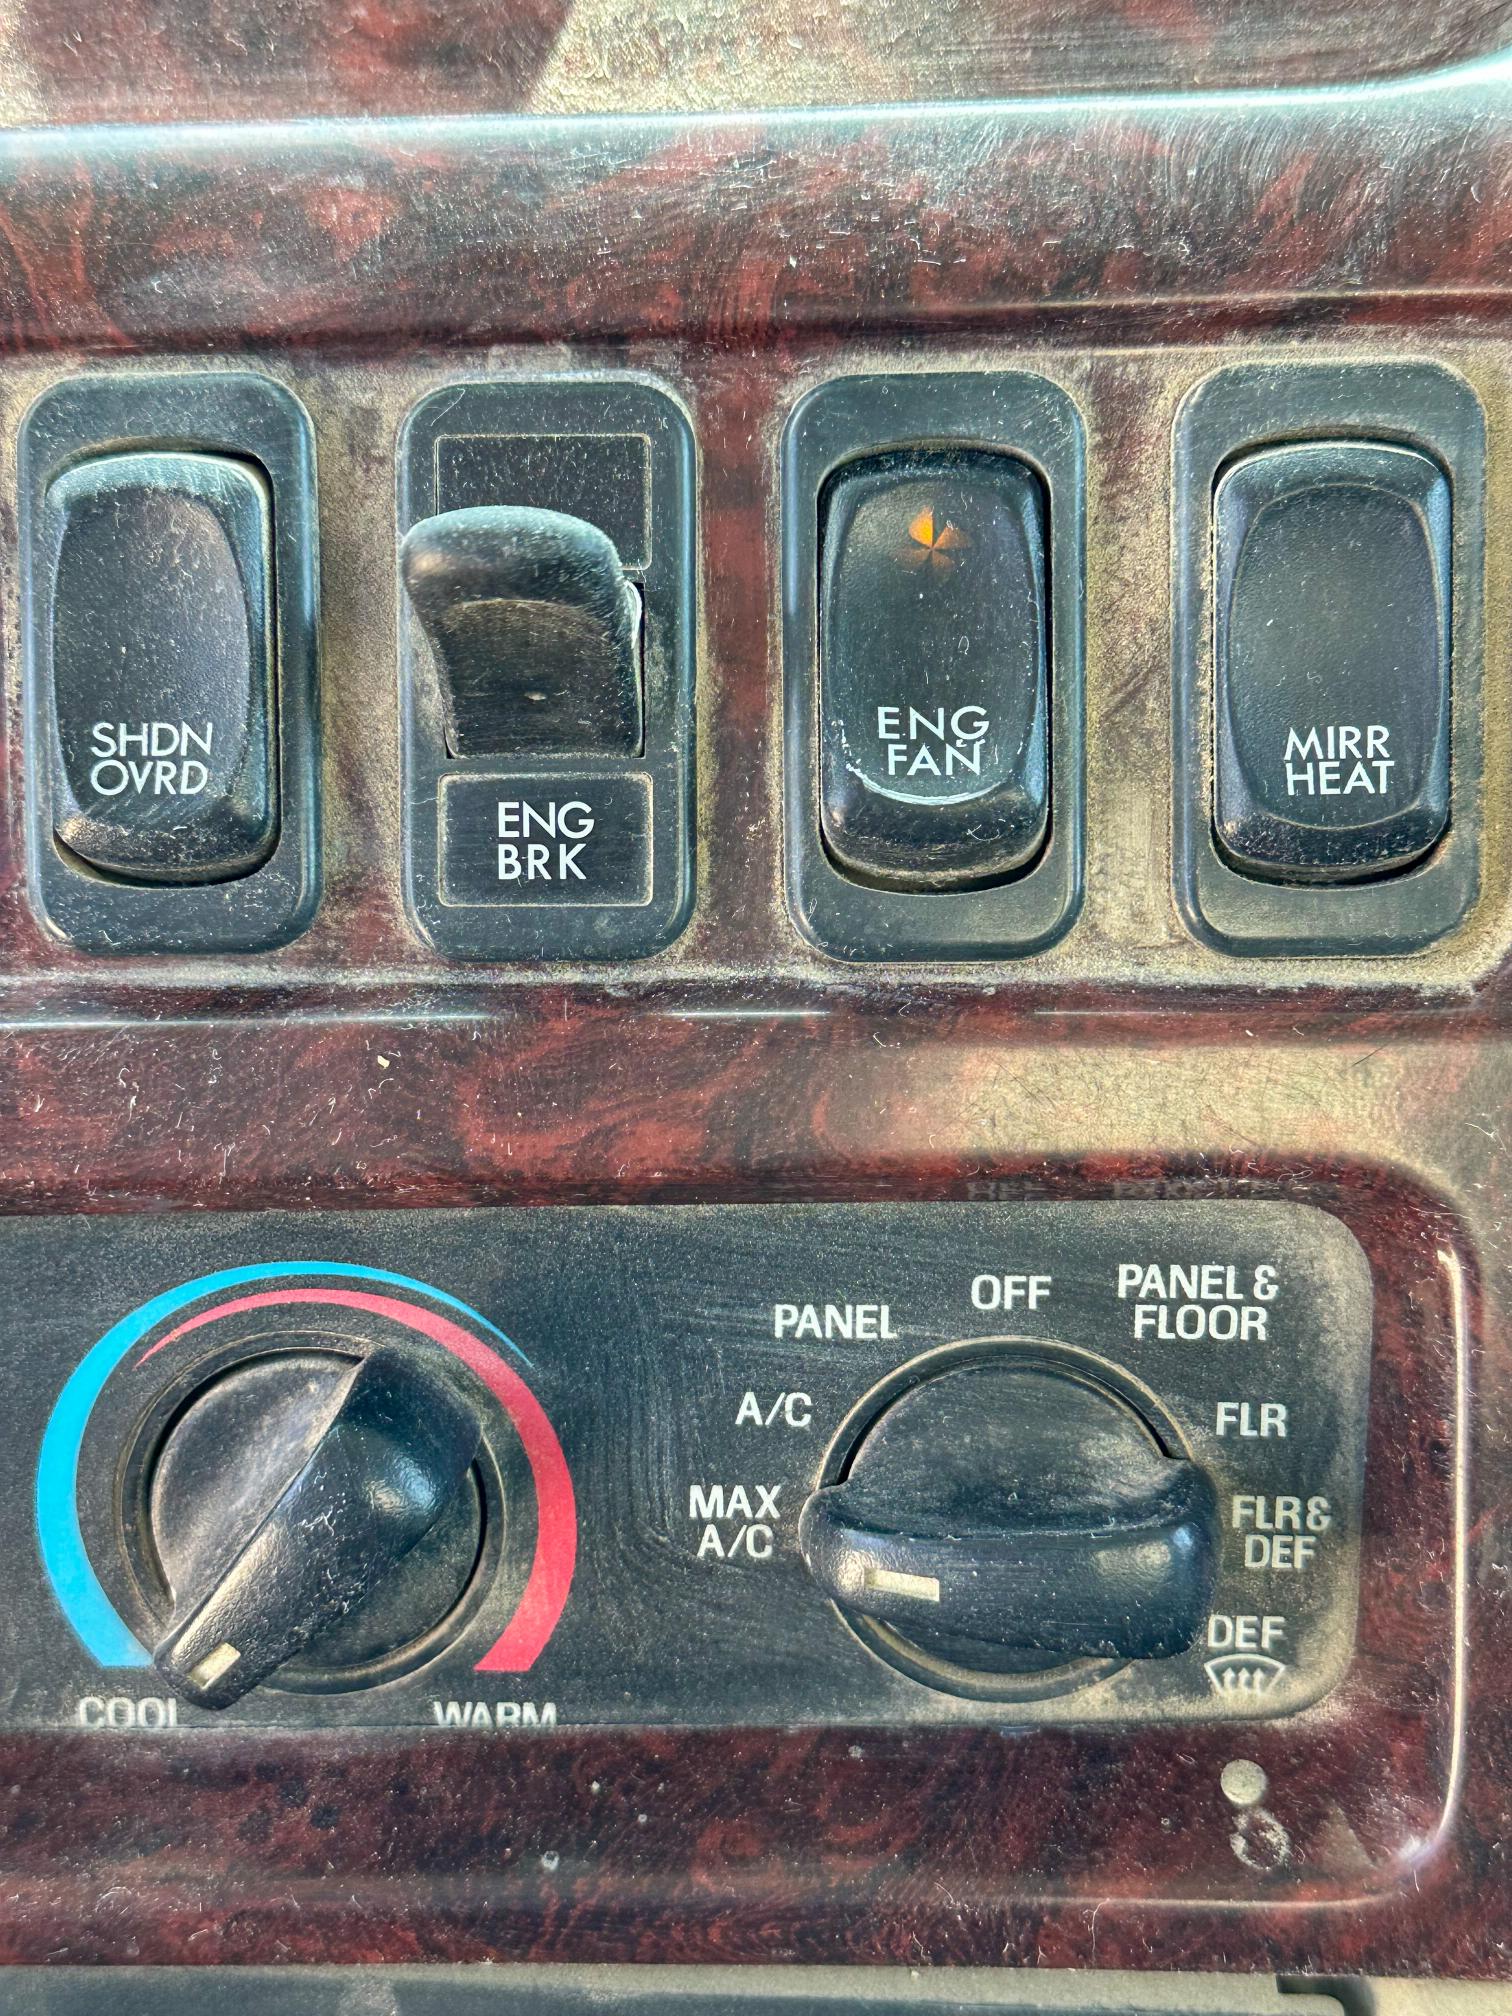 SHDN
OVRD
ENG
BRK
ENG
FAN
MIRR
HEAT
COOL
WARM
MAX
A/C
A/C
PANEL
OFF
PANEL &
FLOOR
FLR
FLR &
DEF
DEF